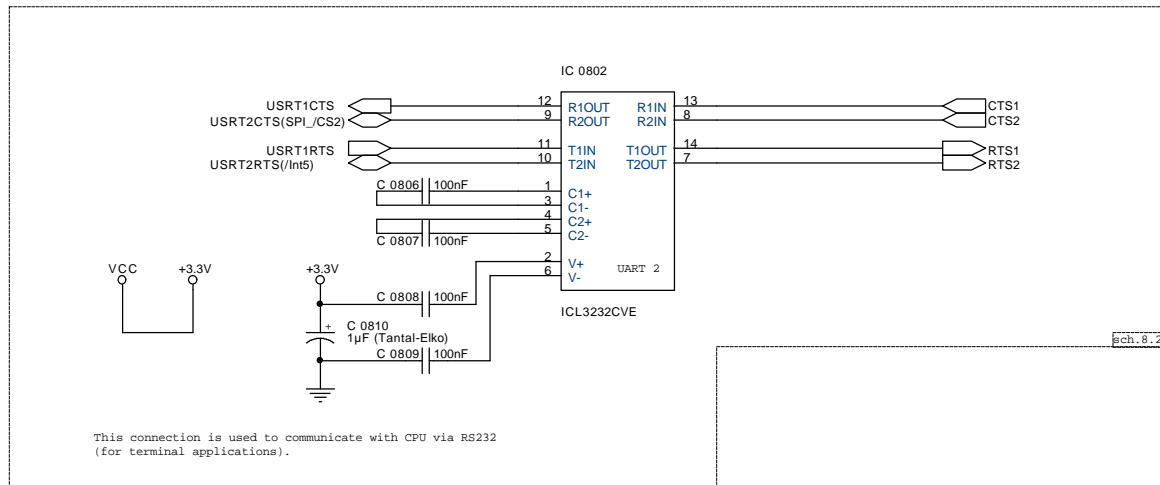 IC 0802
USRT1CTS 12 R1OUT R1IN 13 CTS1
USRT2CTS(SPI_/CS2) 9 R2OUT R2IN 8 CTS2
USRT1RTS 11 T1IN T1OUT 14 RTS1
USRT2RTS(/Int5) 10 T2IN T2OUT 7 RTS2
C 0806 100nF 1 C1+
3 C1-
4 C2+
C 0807 100nF 5 C2-
VCC +3.3V +3.3V 2 V+ UART 2
6 V-
C 0808 100nF
ICL3232CVE
+
C 0810
1µF (Tantal-Elko)
C 0809 100nF
sch.8.2
This connection is used to communicate with CPU via RS232
(for terminal applications).